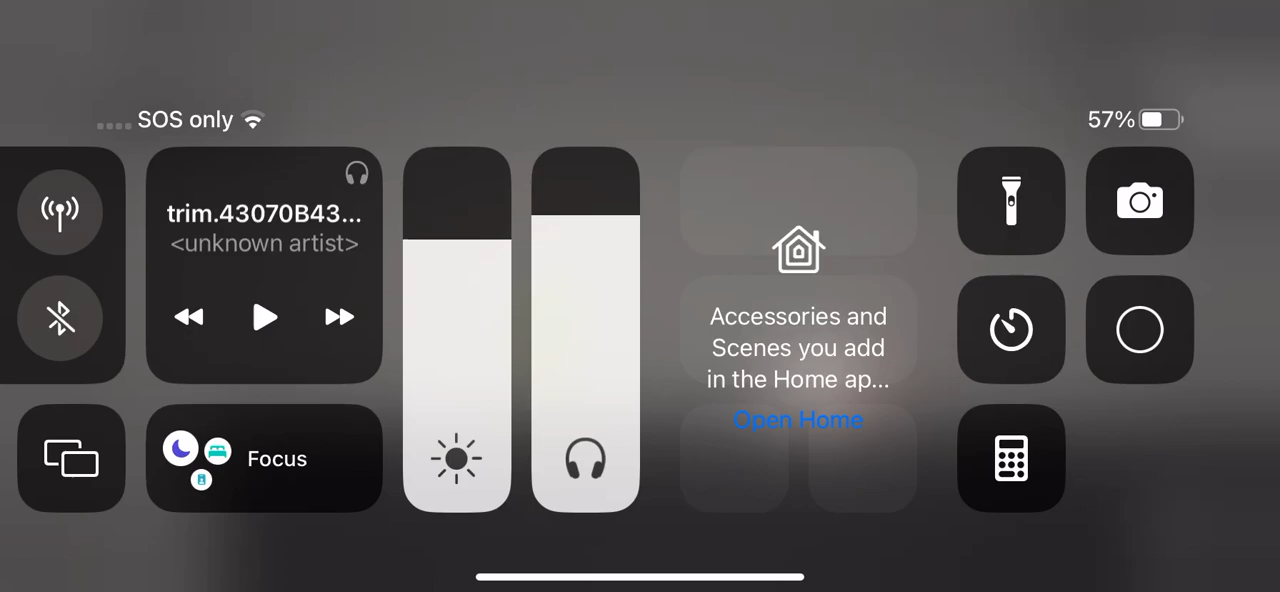 SOS only
57%
trim.43070B43...
<unknown artist>
Accessories and
Scenes you add
in the Home ap...
Open Home
Focus